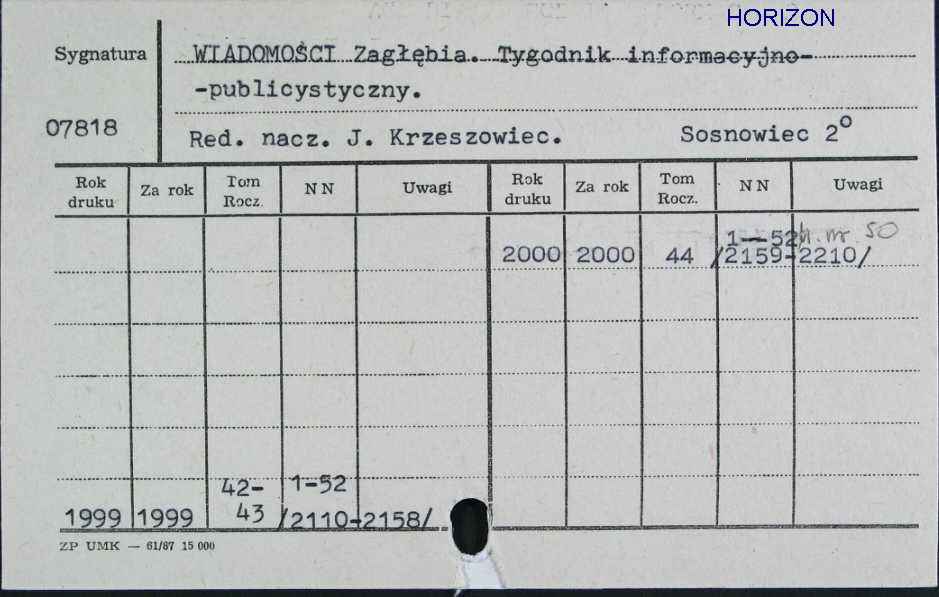 HORIZON
Sygnatura
WIADOMOŚCI Zagłębia. Tygodnik informacyjno-
-publicystyczny.
07818
Red. nacz. J. Krzeszowiec. Sosnowiec 2°
Rok druku Za rok Tom Rocz. NN Uwagi Rok druku Za rok Tom Rocz. NN Uwagi
2000 2000 44 1-52 /2159-2210/ nr 50
1999 1999 42-43 1-52 /2110-2158/
ZP UMK — 61/87 15 000